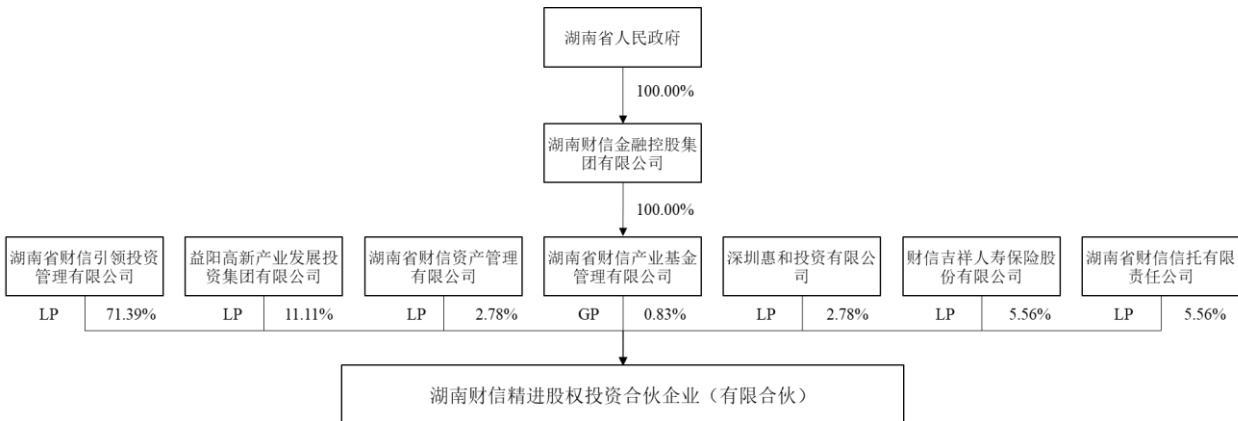 湖南省人民政府
100.00%
湖南财信金融控股集
团有限公司
100.00%
湖南省财信引领投资
管理有限公司
益阳高新产业发展投
资集团有限公司
湖南省财信资产管理
有限公司
湖南省财信产业基金
管理有限公司
深圳惠和投资有限公
司
财信吉祥人寿保险股
份有限公司
湖南省财信信托有限
责任公司
LP 71.39%
LP 11.11%
LP 2.78%
GP 0.83%
LP 2.78%
LP 5.56%
LP 5.56%
湖南财信精进股权投资合伙企业（有限合伙）